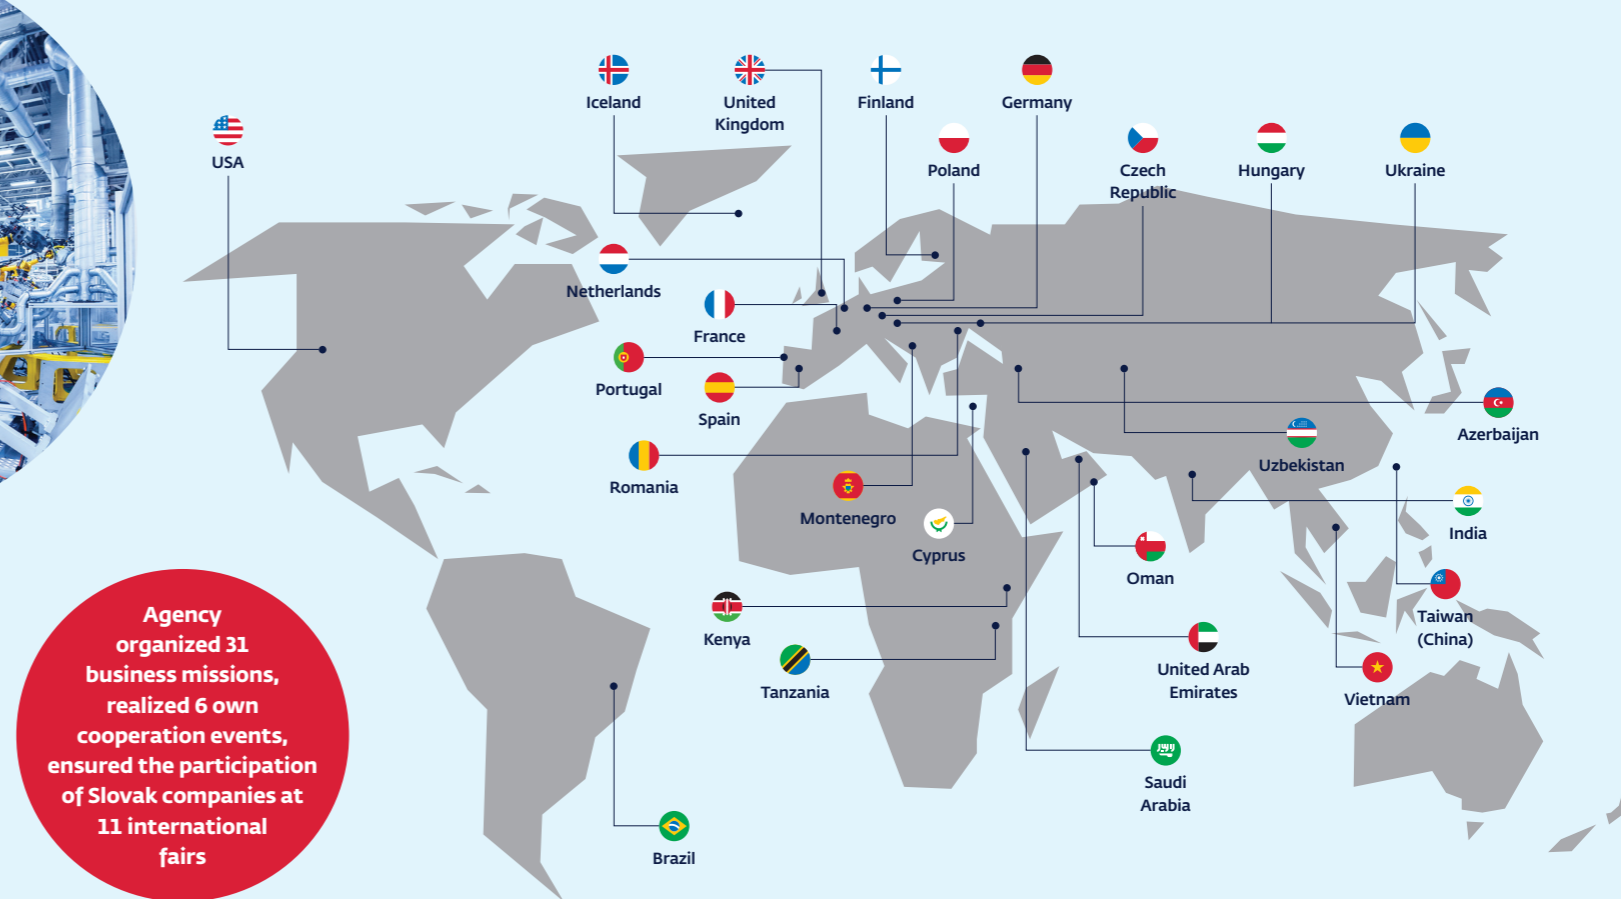 Iceland
United
Kingdom
Finland
Germany
USA
Poland
Czech
Republic
Hungary
Ukraine
Netherlands
France
Portugal
Spain
Azerbaijan
Uzbekistan
Romania
Montenegro
Cyprus
India
Oman
Kenya
Tanzania
Taiwan
(China)
United Arab
Emirates
Vietnam
Saudi
Arabia
Brazil
Agency
organized 31
business missions,
realized 6 own
cooperation events,
ensured the participation
of Slovak companies at
11 international
fairs